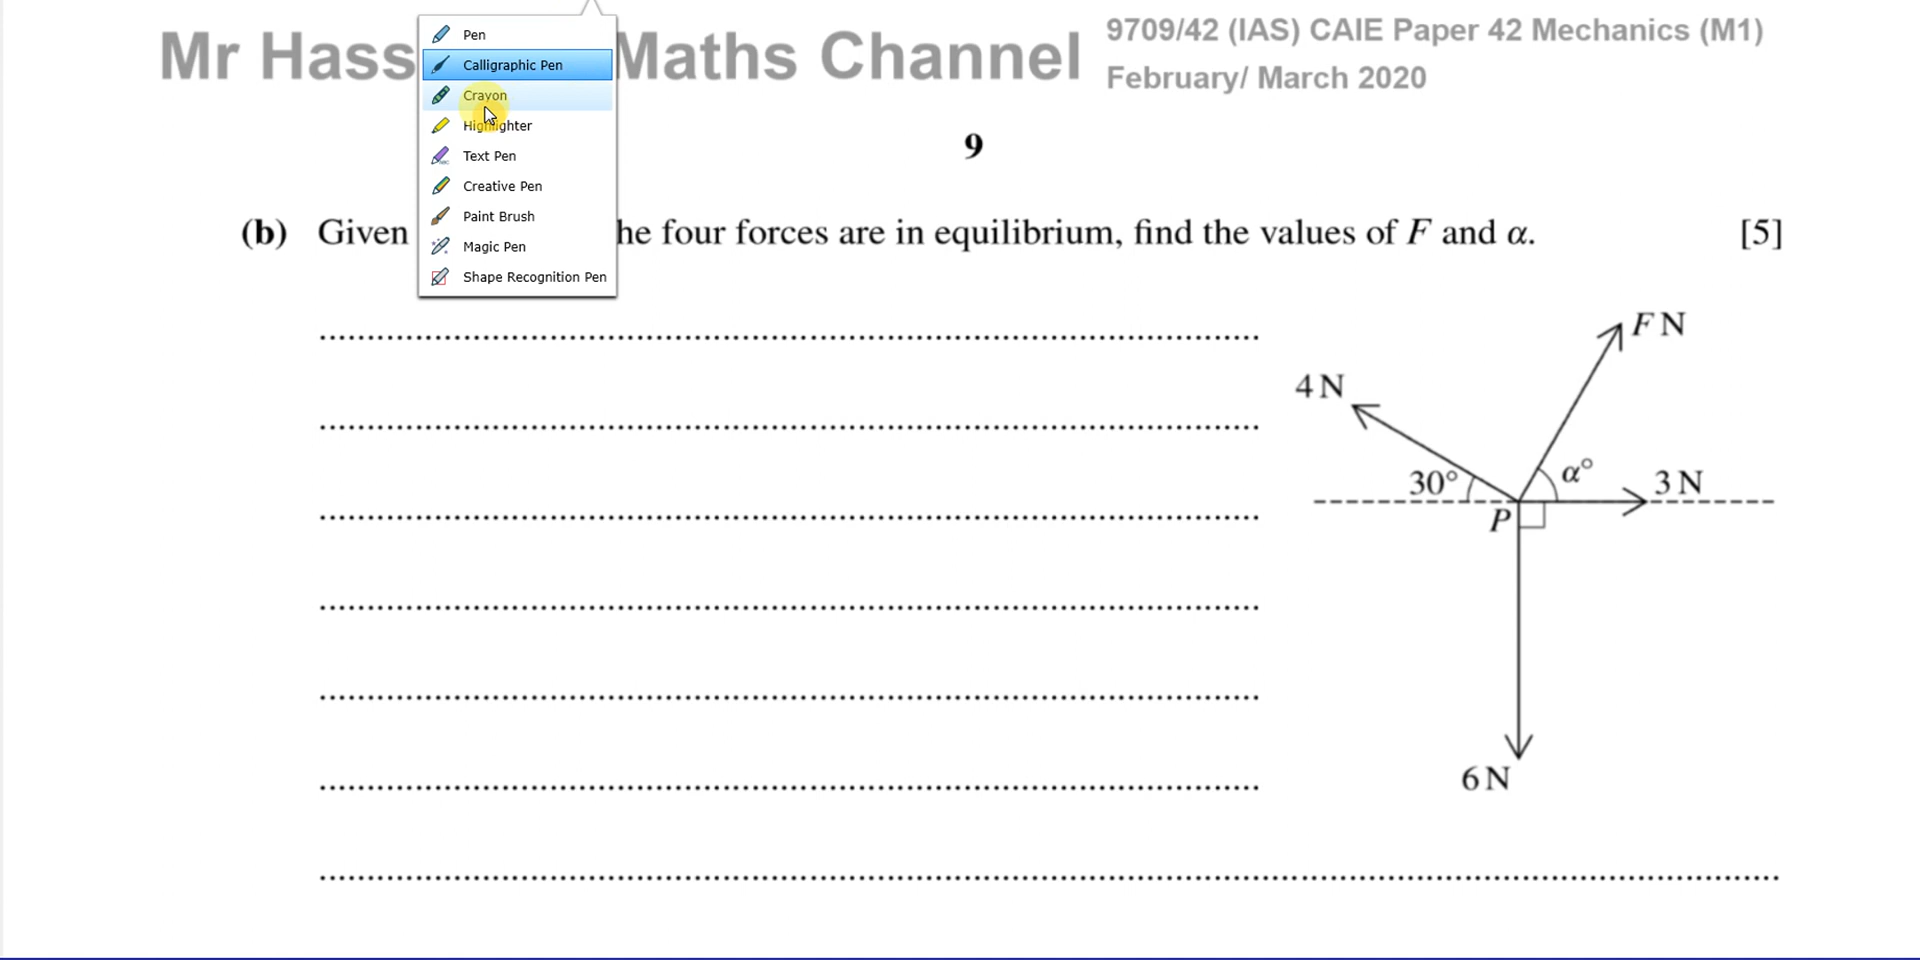 Mr Hass Maths Channel
9709/42 (IAS) CAIE Paper 42 Mechanics (M1)
February/ March 2020
Pen
Calligraphic Pen
Crayon
Highlighter
Text Pen
Creative Pen
Paint Brush
Magic Pen
Shape Recognition Pen
9
(b) Given he four forces are in equilibrium, find the values of F and α. [5]
F N
4 N
30°
α°
3 N
P
6 N